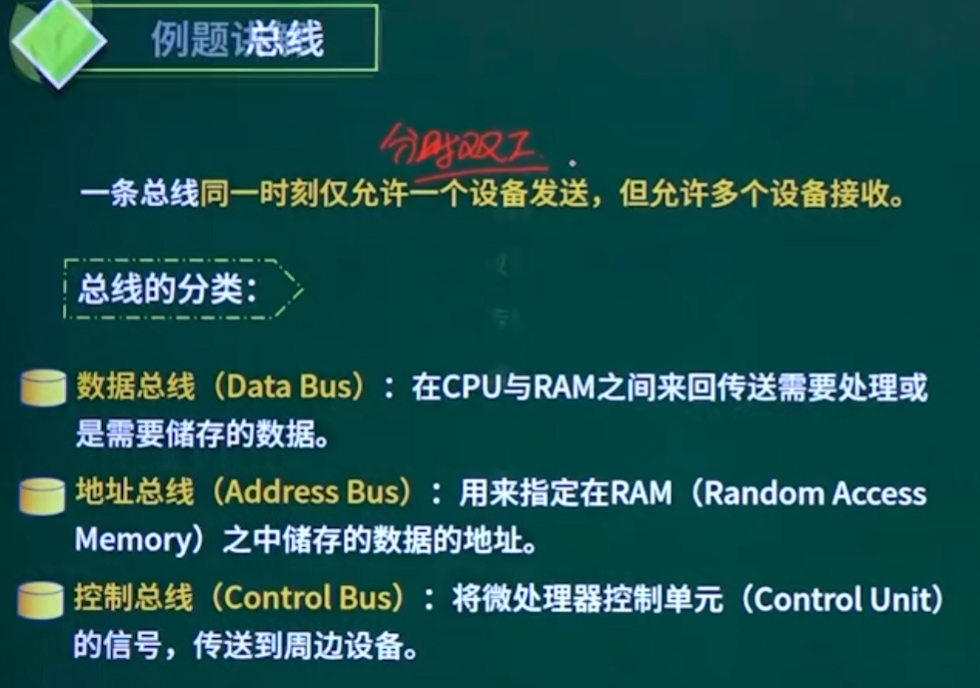 总线
分时双工
一条总线同一时刻仅允许一个设备发送，但允许多个设备接收。
总线的分类：
数据总线（Data Bus）：在CPU与RAM之间来回传送需要处理或
是需要储存的数据。
地址总线（Address Bus）：用来指定在RAM（Random Access
Memory）之中储存的数据的地址。
控制总线（Control Bus）：将微处理器控制单元（Control Unit）
的信号，传送到周边设备。